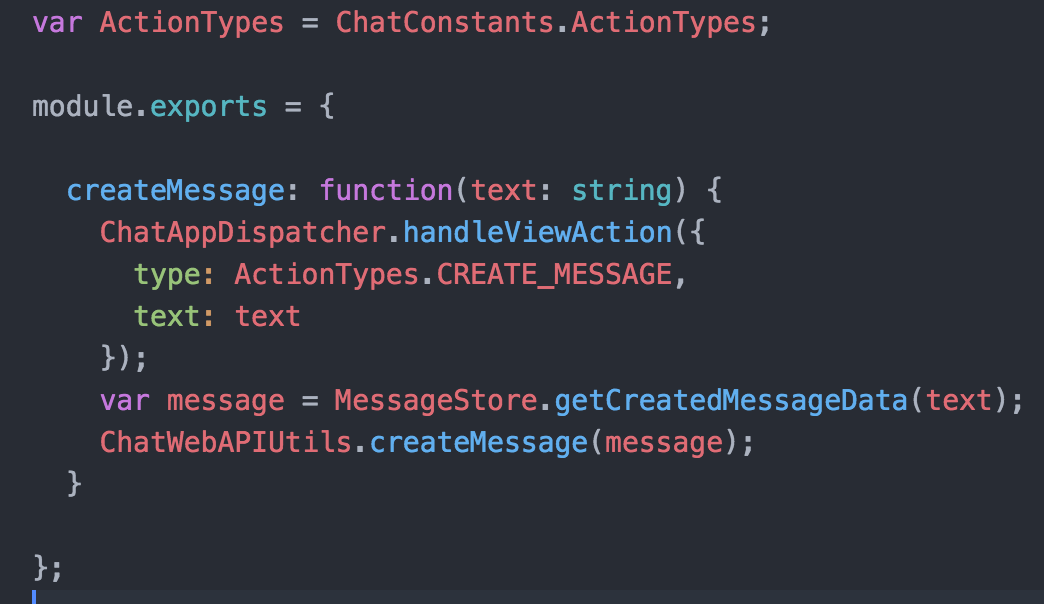 var ActionTypes = ChatConstants.ActionTypes;
module.exports = {
createMessage: function(text: string) {
ChatAppDispatcher.handleViewAction({
type: ActionTypes.CREATE_MESSAGE,
text: text
});
var message = MessageStore.getCreatedMessageData(text);
ChatWebAPIUtils.createMessage(message);
}
};